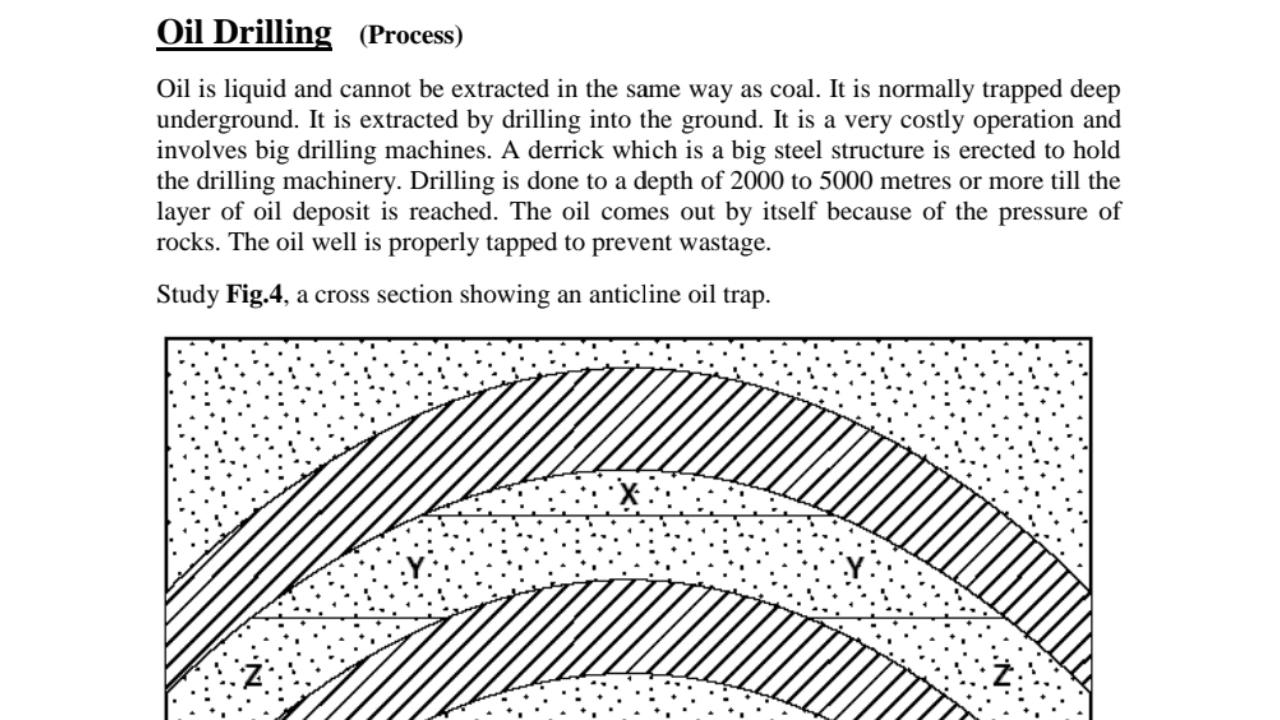 Oil Drilling (Process)
Oil is liquid and cannot be extracted in the same way as coal. It is normally trapped deep
underground. It is extracted by drilling into the ground. It is a very costly operation and
involves big drilling machines. A derrick which is a big steel structure is erected to hold
the drilling machinery. Drilling is done to a depth of 2000 to 5000 metres or more till the
layer of oil deposit is reached. The oil comes out by itself because of the pressure of
rocks. The oil well is properly tapped to prevent wastage.
Study Fig.4, a cross section showing an anticline oil trap.
X
Y Y
Z Z